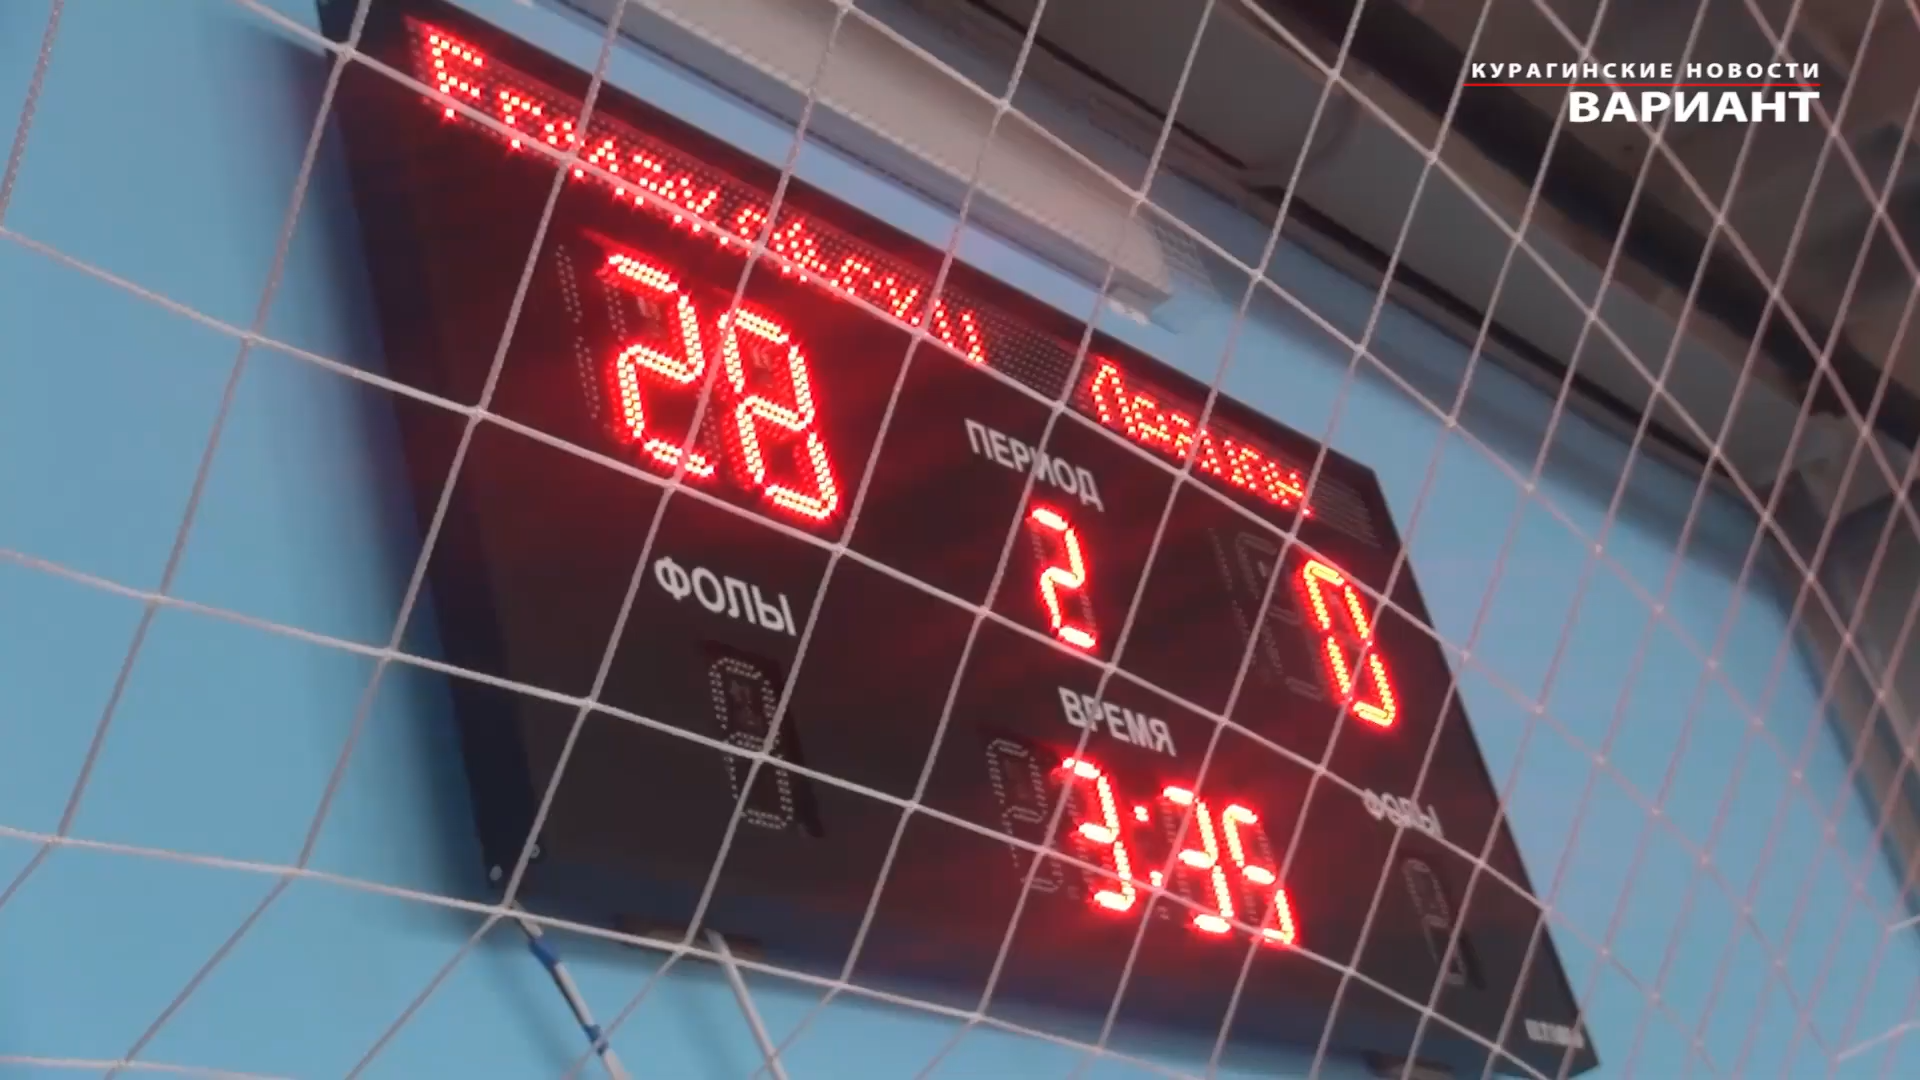 КУРАГИНСКИЕ НОВОСТИ
ВАРИАНТ
28
ПЕРИОД
2
0
ФОЛЫ
ВРЕМЯ
3:35
ФОЛЫ